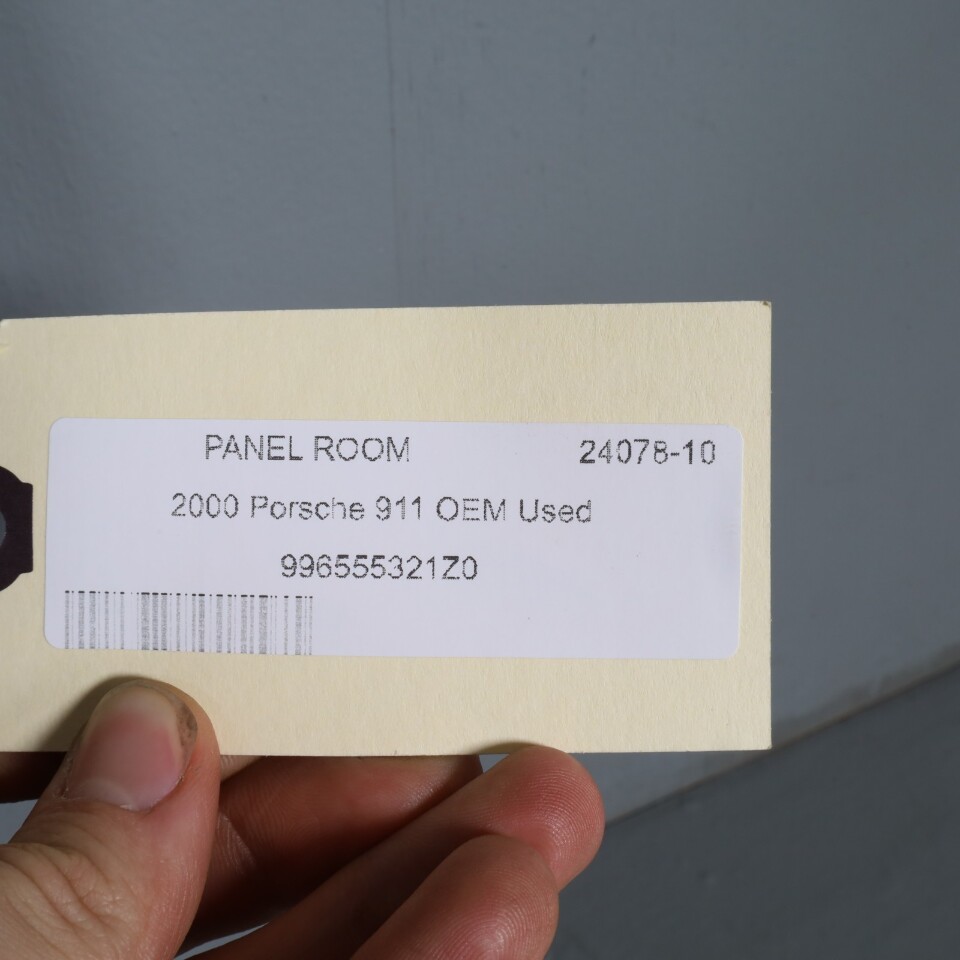 PANEL ROOM 24078-10
2000 Porsche 911 OEM Used
996555321Z0